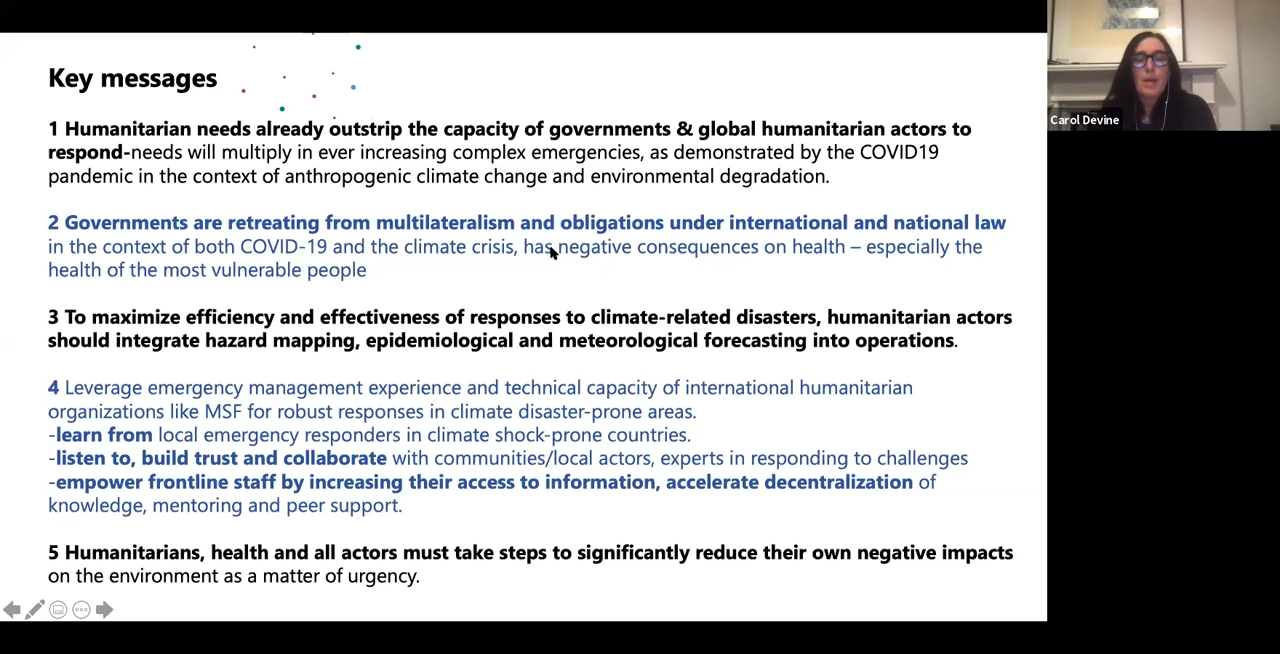 Key messages
1 Humanitarian needs already outstrip the capacity of governments & global humanitarian actors to
respond-needs will multiply in ever increasing complex emergencies, as demonstrated by the COVID19
pandemic in the context of anthropogenic climate change and environmental degradation.
2 Governments are retreating from multilateralism and obligations under international and national law
in the context of both COVID-19 and the climate crisis, has negative consequences on health – especially the
health of the most vulnerable people
3 To maximize efficiency and effectiveness of responses to climate-related disasters, humanitarian actors
should integrate hazard mapping, epidemiological and meteorological forecasting into operations.
4 Leverage emergency management experience and technical capacity of international humanitarian
organizations like MSF for robust responses in climate disaster-prone areas.
-learn from local emergency responders in climate shock-prone countries.
-listen to, build trust and collaborate with communities/local actors, experts in responding to challenges
-empower frontline staff by increasing their access to information, accelerate decentralization of
knowledge, mentoring and peer support.
5 Humanitarians, health and all actors must take steps to significantly reduce their own negative impacts
on the environment as a matter of urgency.
Carol Devine